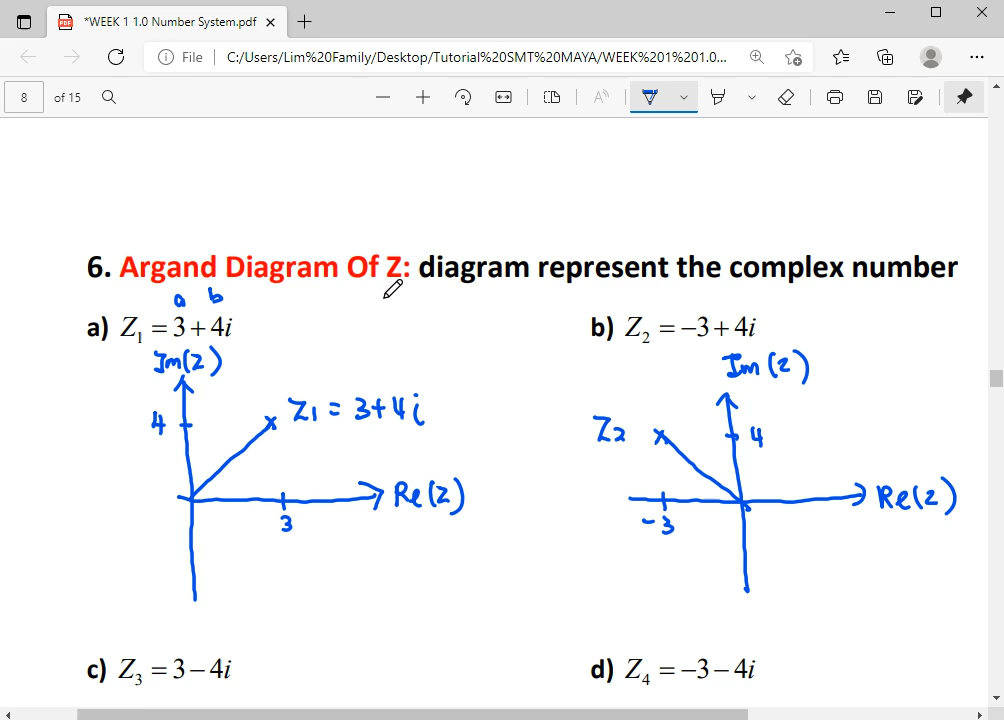 *WEEK 1 1.0 Number System.pdf
File C:/Users/Lim%20Family/Desktop/Tutorial%20SMT%20MAYA/WEEK%201%201.0...
8 of 15
6. Argand Diagram Of Z: diagram represent the complex number
a b
a) Z₁ = 3 + 4i
b) Z₂ = −3 + 4i
Im(z)
4
Z1 = 3+4i
Re(z)
3
Im(z)
Z2
4
Re(z)
-3
c) Z₃ = 3 − 4i
d) Z₄ = −3 − 4i